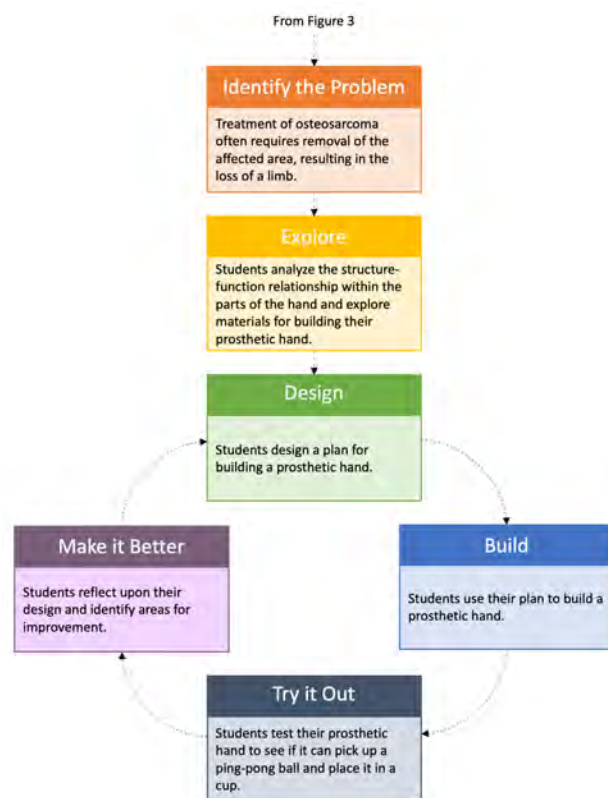 From Figure 3
Identify the Problem
Treatment of osteosarcoma
often requires removal of the
affected area, resulting in the
loss of a limb.
Explore
Students analyze the structure-
function relationship within the
parts of the hand and explore
materials for building their
prosthetic hand.
Design
Students design a plan for
building a prosthetic hand.
Build
Students use their plan to build a
prosthetic hand.
Try it Out
Students test their prosthetic
hand to see if it can pick up a
ping-pong ball and place it in a
cup.
Make it Better
Students reflect upon their
design and identify areas for
improvement.